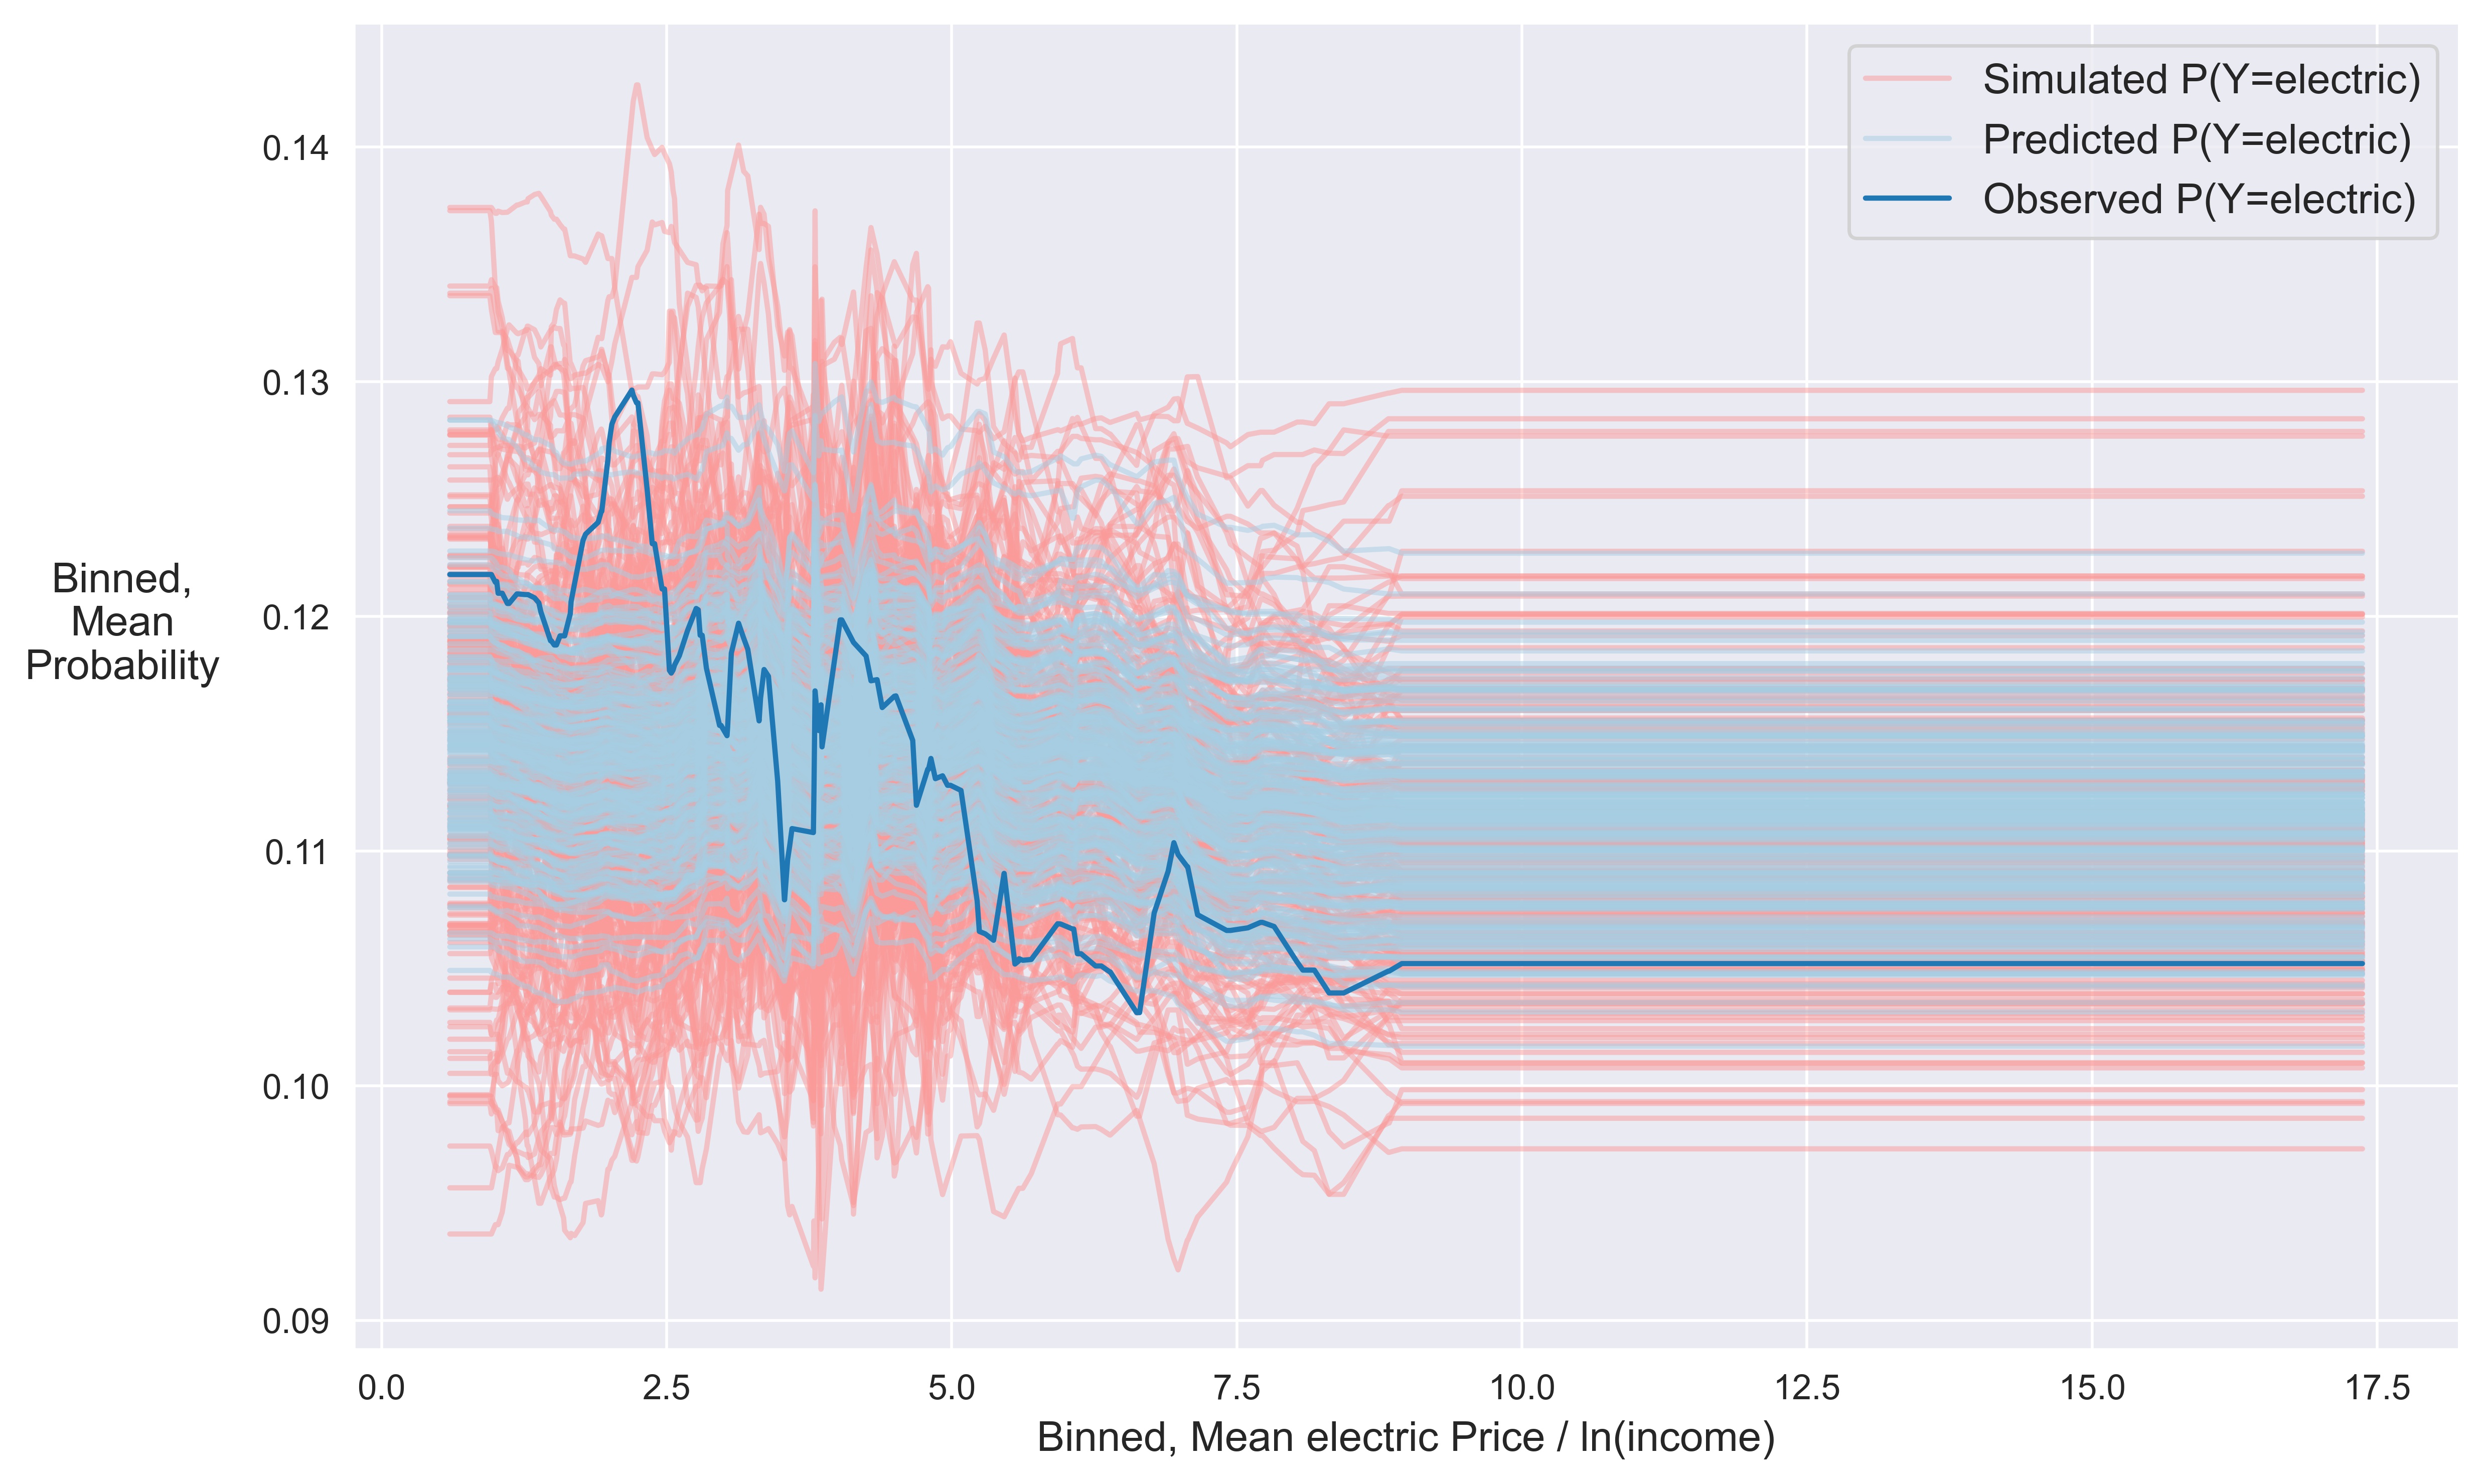 Simulated P(Y=electric)
Predicted P(Y=electric)
Observed P(Y=electric)
0.14
0.13
0.12
0.11
0.10
0.09
Binned,
Mean
Probability
0.0 2.5 5.0 7.5 10.0 12.5 15.0 17.5
Binned, Mean electric Price / ln(income)